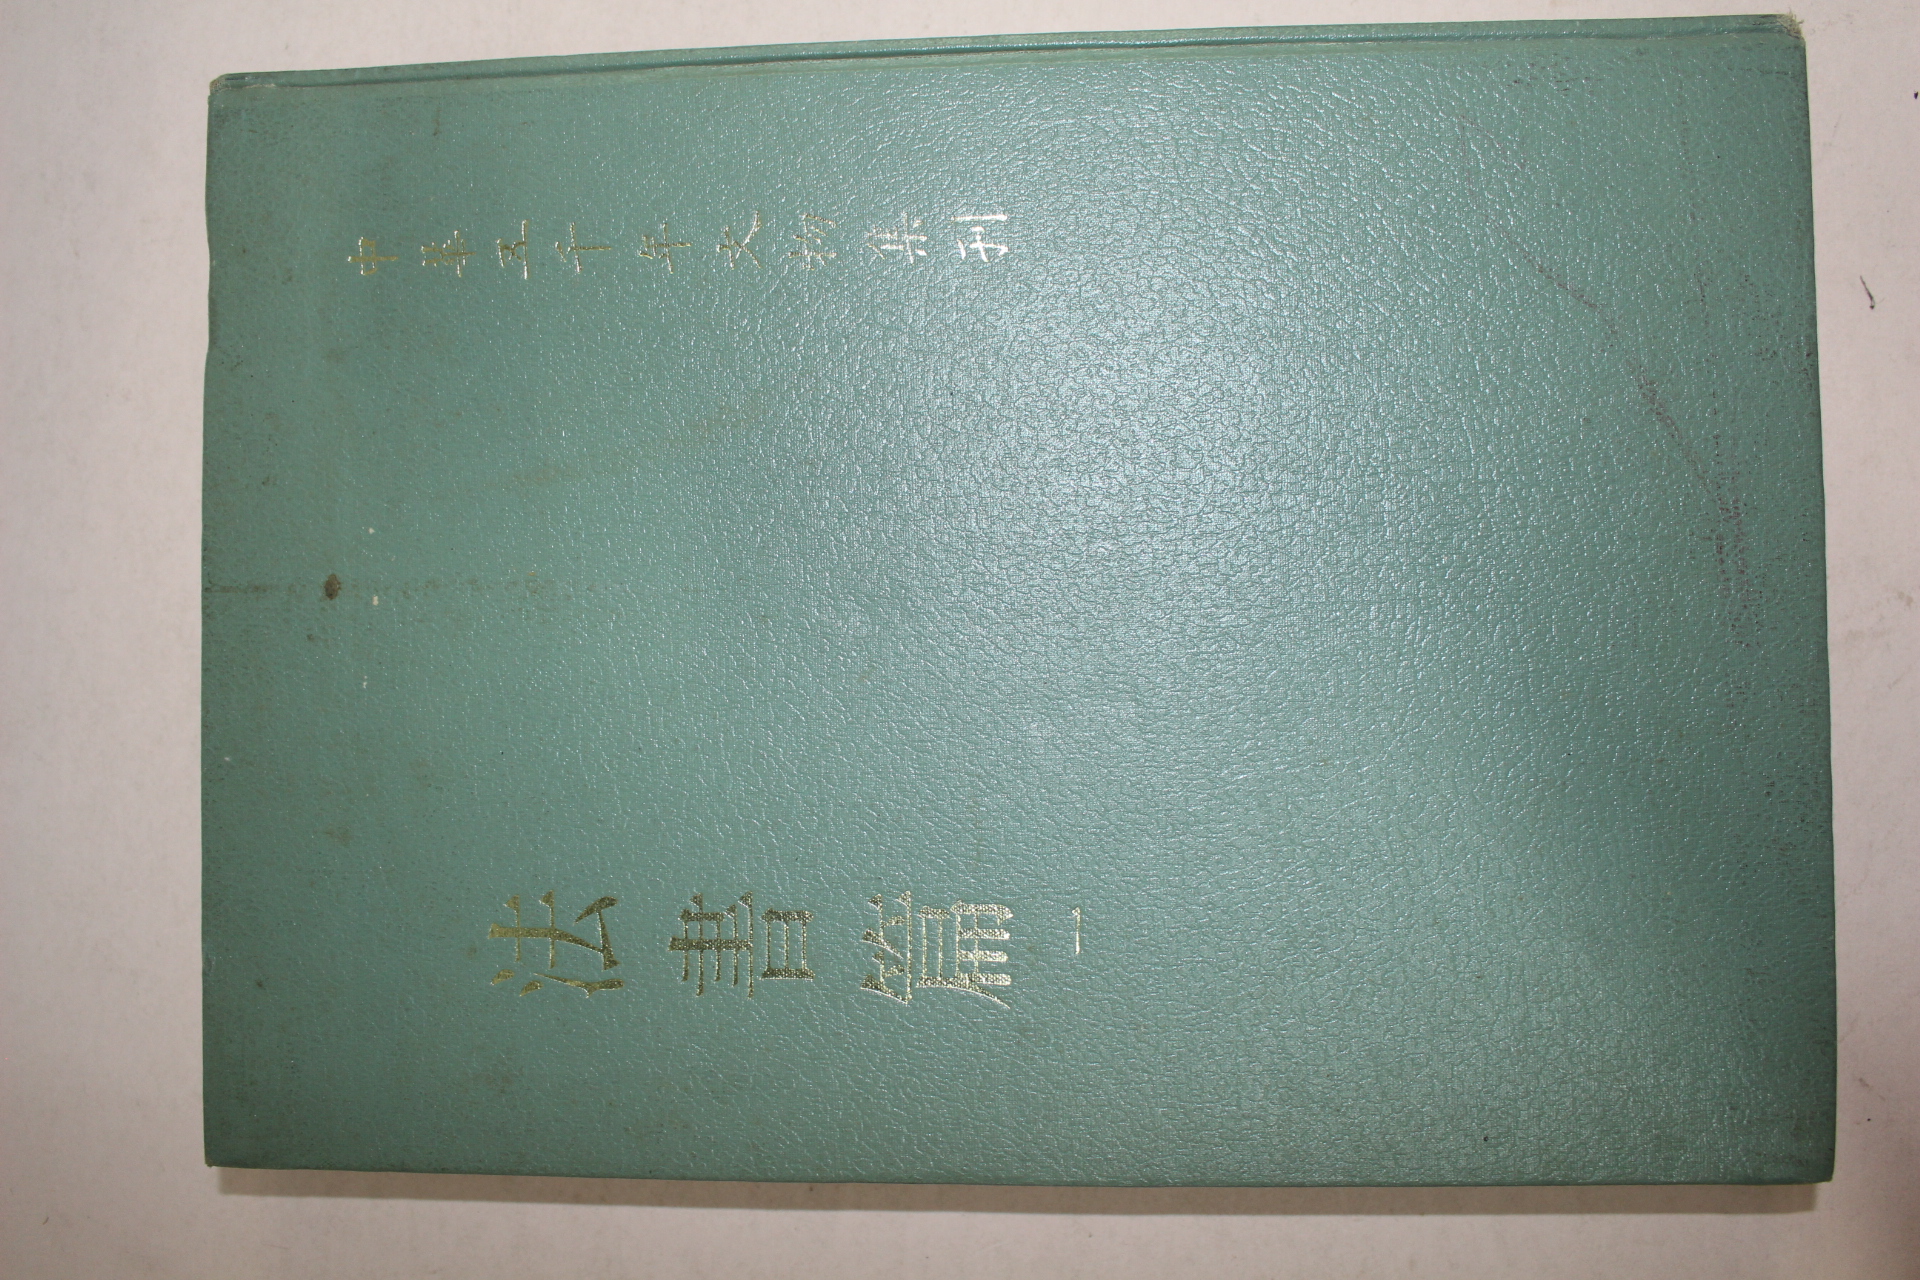 中華五千年文物集刊
法書篇 一